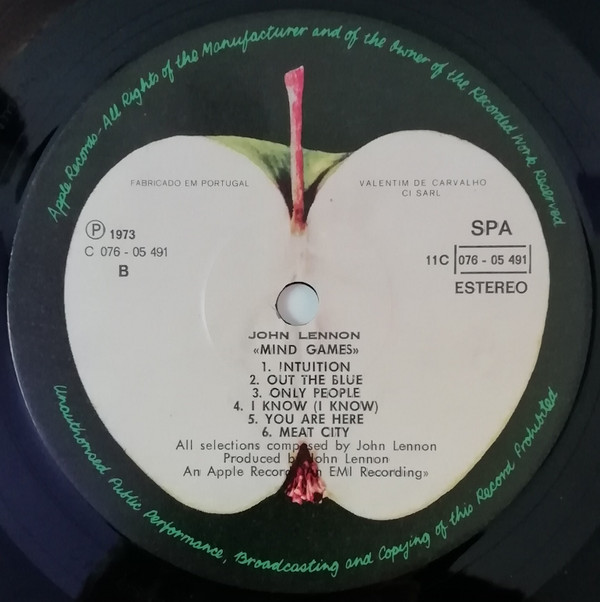 Apple Records - All Rights of the Manufacturer and of the Owner of the Recorded Work Reserved
FABRICADO EM PORTUGAL
VALENTIM DE CARVALHO
CI SARL
Ⓟ 1973
C 076 - 05 491
B
SPA
11C 076 - 05 491
ESTEREO
JOHN LENNON
«MIND GAMES»
1. INTUITION
2. OUT THE BLUE
3. ONLY PEOPLE
4. I KNOW (I KNOW)
5. YOU ARE HERE
6. MEAT CITY
All selections composed by John Lennon
Produced by John Lennon
An Apple Record An EMI Recording»
Unauthorised Public Performance, Broadcasting and Copying of this Record Prohibited